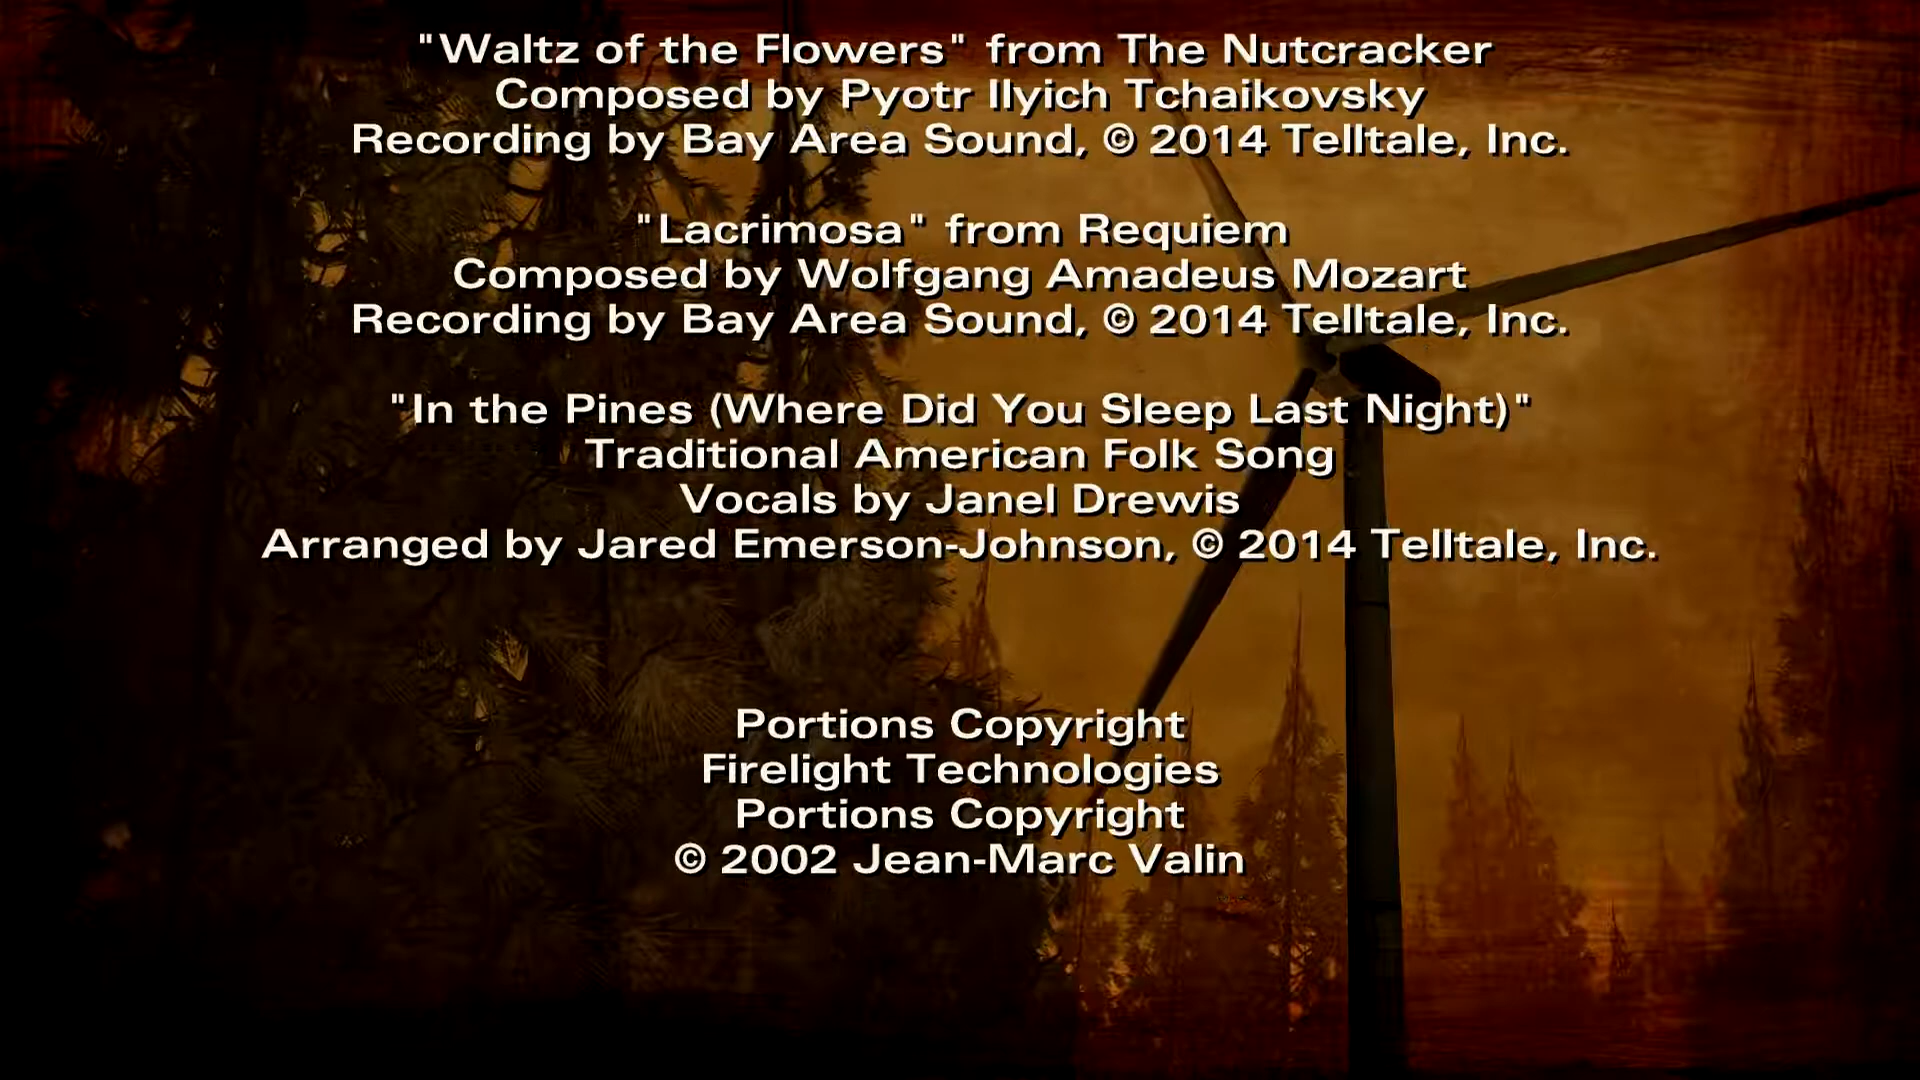 "Waltz of the Flowers" from The Nutcracker
Composed by Pyotr Ilyich Tchaikovsky
Recording by Bay Area Sound, © 2014 Telltale, Inc.
"Lacrimosa" from Requiem
Composed by Wolfgang Amadeus Mozart
Recording by Bay Area Sound, © 2014 Telltale, Inc.
"In the Pines (Where Did You Sleep Last Night)"
Traditional American Folk Song
Vocals by Janel Drewis
Arranged by Jared Emerson-Johnson, © 2014 Telltale, Inc.
Portions Copyright
Firelight Technologies
Portions Copyright
© 2002 Jean-Marc Valin